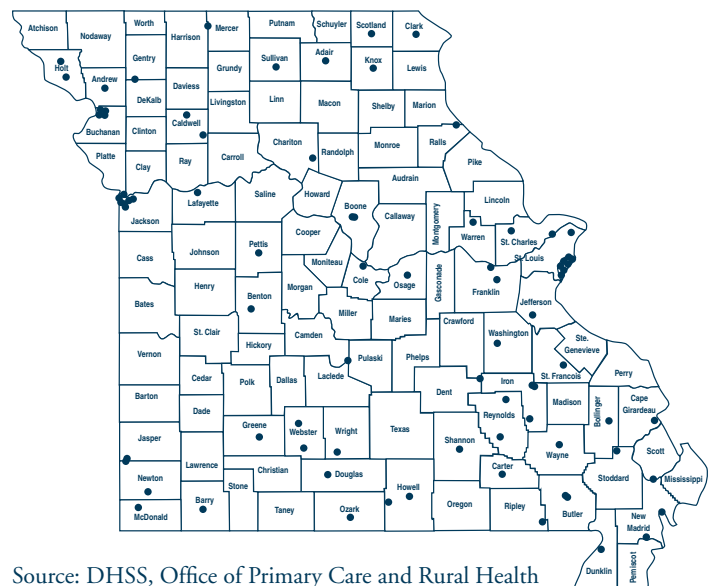 Atchison
Nodaway
Worth
Harrison
Mercer
Putnam
Schuyler
Scotland
Clark
Holt
Andrew
Gentry
DeKalb
Daviess
Grundy
Sullivan
Adair
Knox
Lewis
Buchanan
Clinton
Caldwell
Livingston
Linn
Macon
Shelby
Marion
Platte
Clay
Ray
Carroll
Chariton
Randolph
Monroe
Ralls
Pike
Audrain
Jackson
Lafayette
Saline
Howard
Boone
Callaway
Montgomery
Lincoln
Warren
St. Charles
St. Louis
Cass
Johnson
Pettis
Cooper
Moniteau
Cole
Osage
Gasconade
Franklin
Jefferson
Bates
Henry
Benton
Morgan
Miller
Maries
Crawford
Washington
Ste.
Genevieve
Vernon
St. Clair
Hickory
Camden
Pulaski
Phelps
St. Francois
Perry
Barton
Cedar
Polk
Dallas
Laclede
Dent
Iron
Madison
Bollinger
Cape
Girardeau
Jasper
Dade
Greene
Webster
Wright
Texas
Shannon
Reynolds
Wayne
Scott
Mississippi
Newton
Lawrence
Christian
Stone
Douglas
Howell
Carter
Stoddard
McDonald
Barry
Taney
Ozark
Oregon
Ripley
Butler
New
Madrid
Dunklin
Pemiscot
Source: DHSS, Office of Primary Care and Rural Health